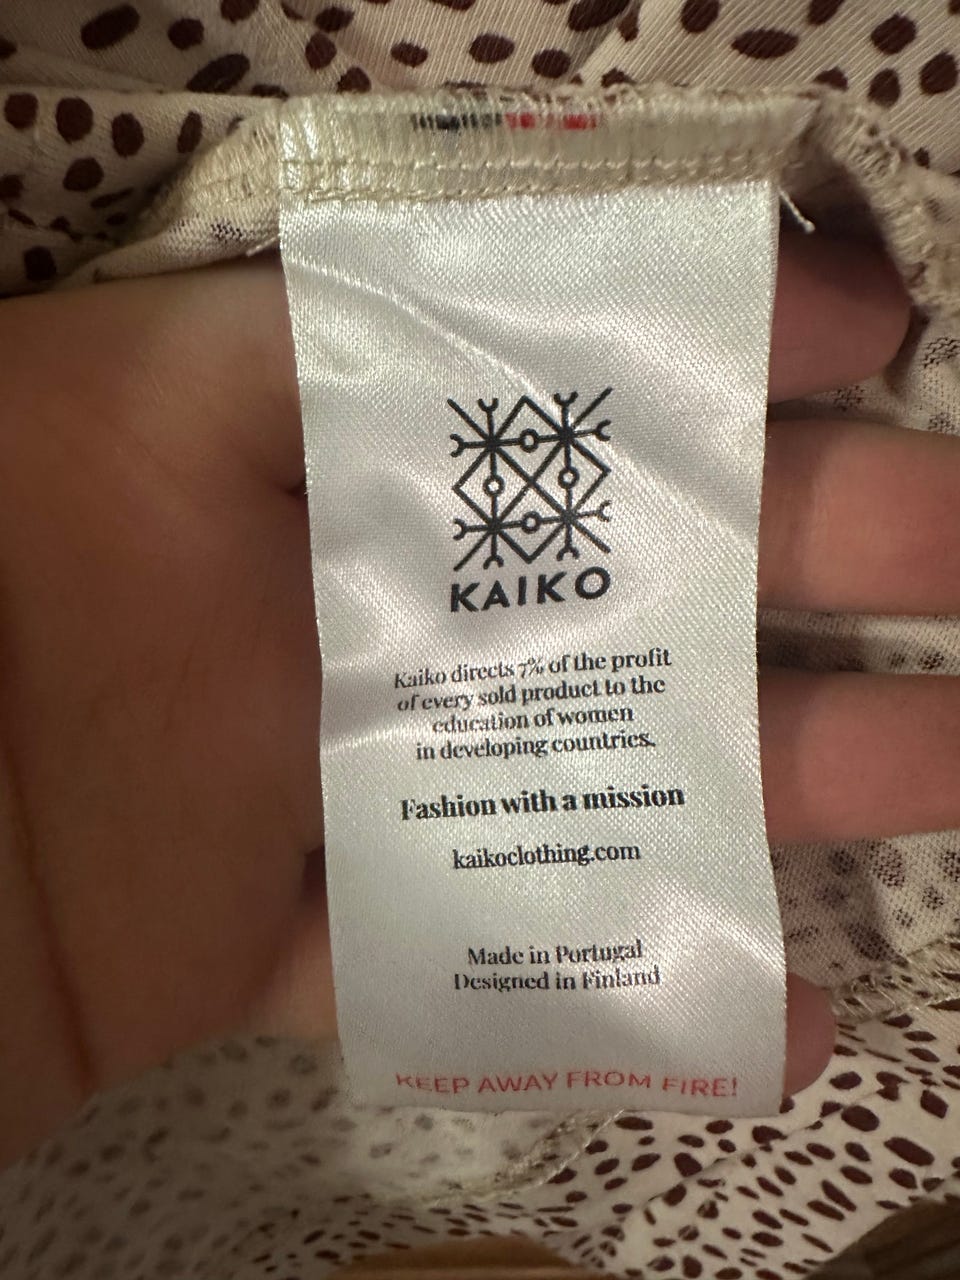 KAIKO
Kaiko directs 7% of the profit
of every sold product to the
education of women
in developing countries.
Fashion with a mission
kaikoclothing.com
Made in Portugal
Designed in Finland
KEEP AWAY FROM FIRE!